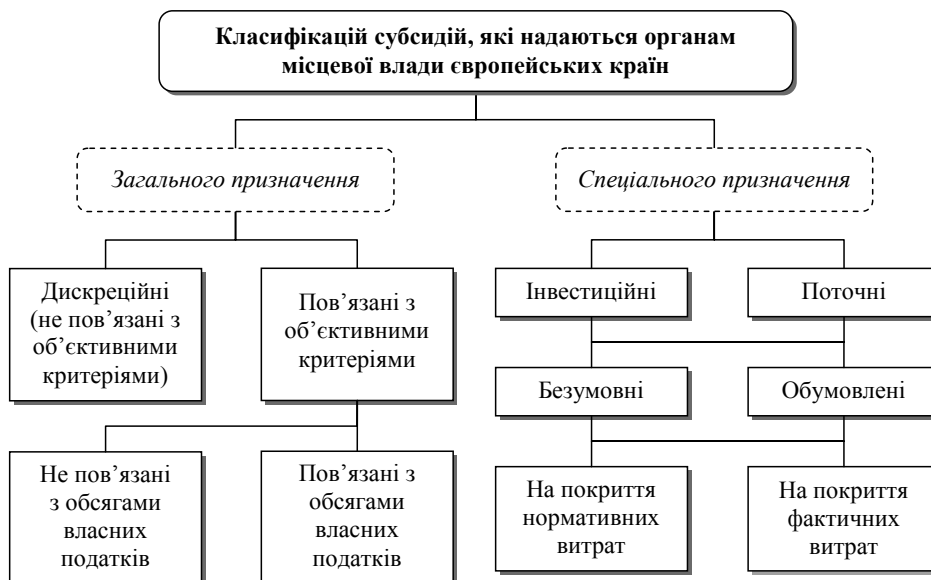 Класифікацій субсидій, які надаються органам
місцевої влади європейських країн
Загального призначення
Спеціального призначення
Дискреційні
(не пов’язані з
об’єктивними
критеріями)
Пов’язані з
об’єктивними
критеріями
Інвестиційні
Поточні
Безумовні
Обумовлені
Не пов’язані
з обсягами
власних
податків
Пов’язані з
обсягами
власних
податків
На покриття
нормативних
витрат
На покриття
фактичних
витрат